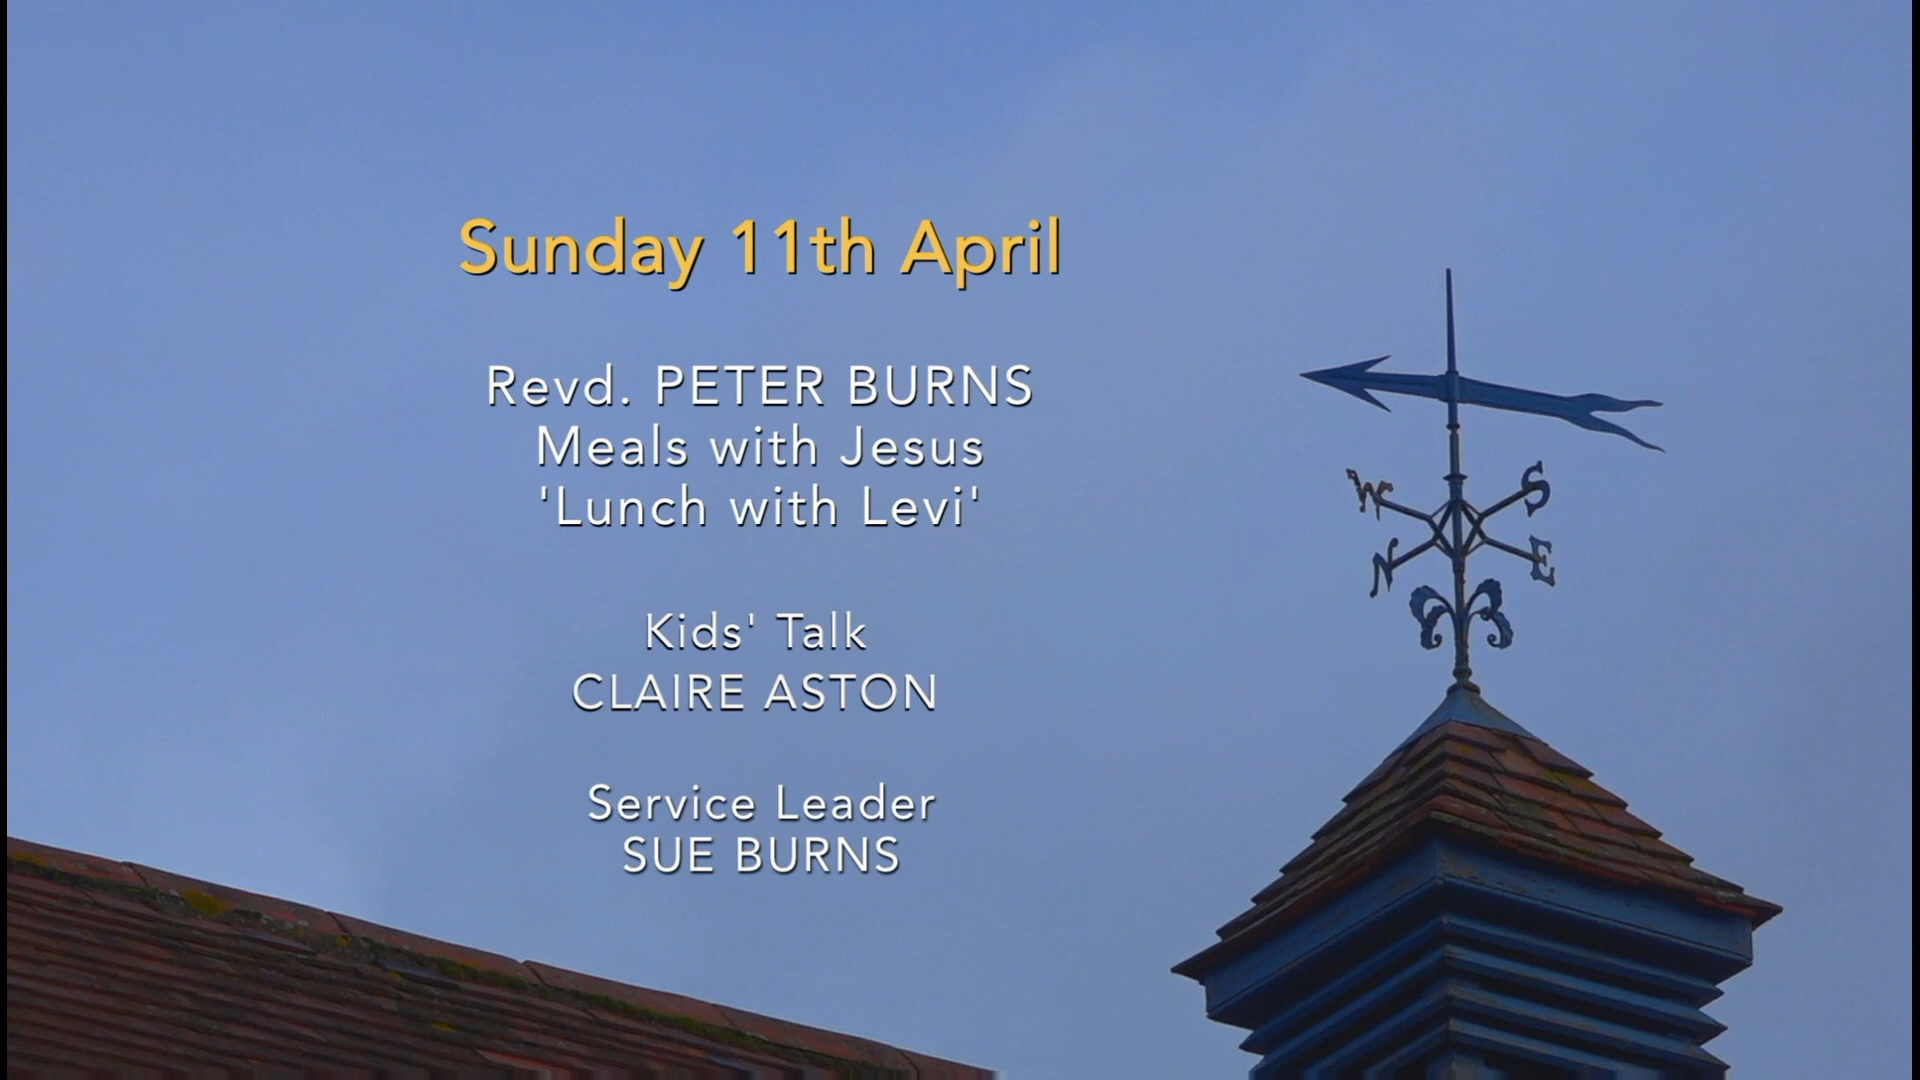 Sunday 11th April
Revd. PETER BURNS
Meals with Jesus
'Lunch with Levi'
Kids' Talk
CLAIRE ASTON
Service Leader
SUE BURNS
W S
N E